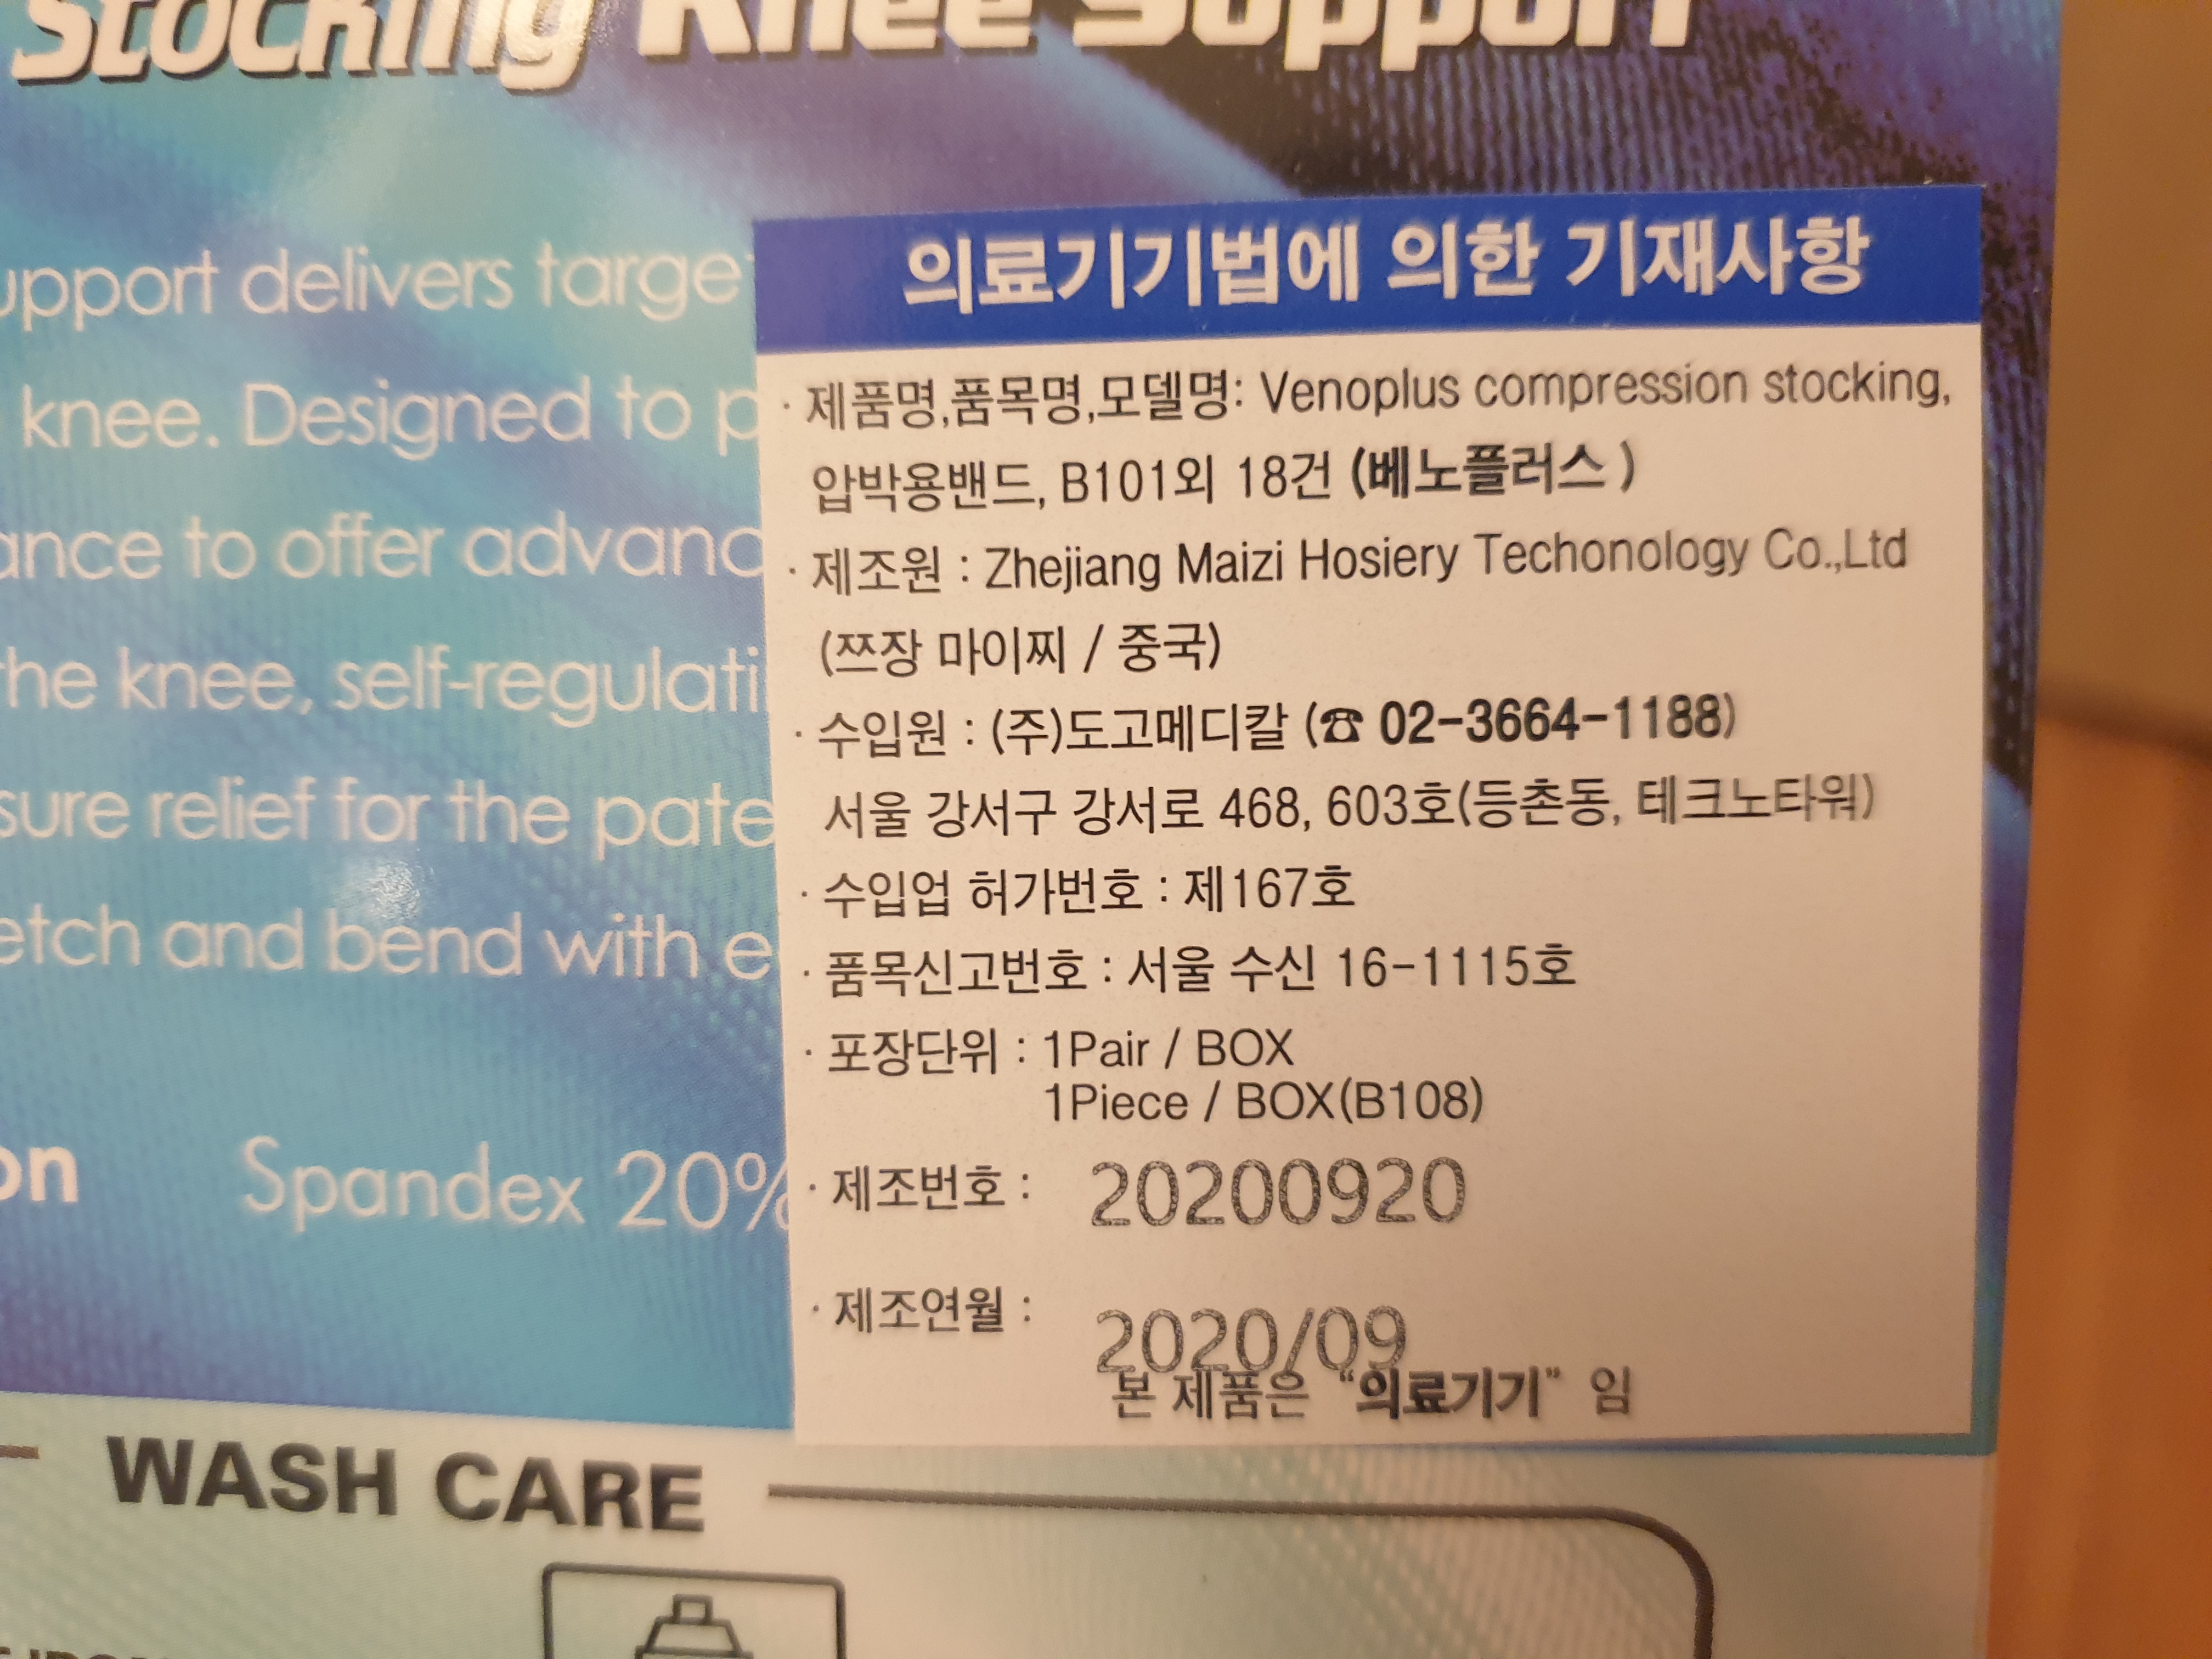 Stocking Knee Support
upport delivers targe
knee. Designed to p
ance to offer advanc
he knee, self-regulati
sure relief for the pate
etch and bend with e
on Spandex 20%
의료기기법에 의한 기재사항
· 제품명,품목명,모델명: Venoplus compression stocking,
압박용밴드, B101외 18건 (베노플러스 )
· 제조원 : Zhejiang Maizi Hosiery Techonology Co.,Ltd
(쯔장 마이찌 / 중국)
· 수입원 : (주)도고메디칼 (☎ 02-3664-1188)
서울 강서구 강서로 468, 603호(등촌동, 테크노타워)
· 수입업 허가번호 : 제167호
· 품목신고번호 : 서울 수신 16-1115호
· 포장단위 : 1Pair / BOX
1Piece / BOX(B108)
· 제조번호 : 20200920
· 제조연월 : 2020/09
본 제품은 “의료기기” 임
WASH CARE